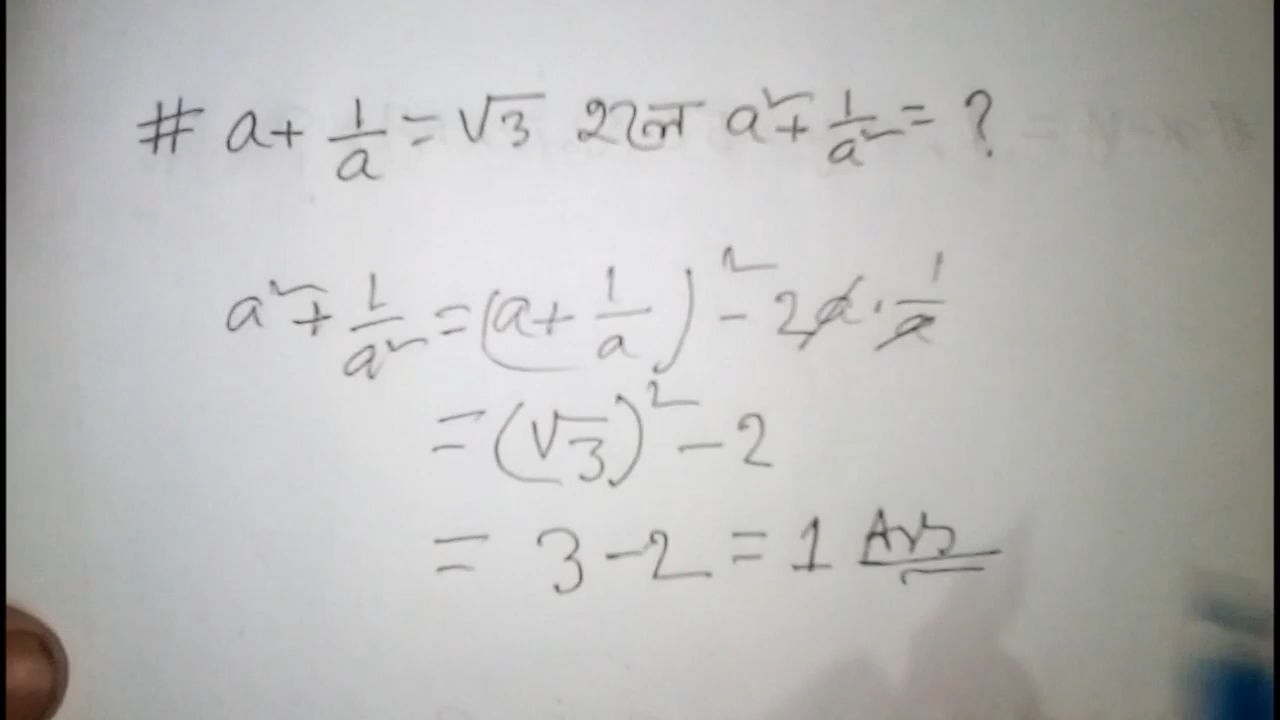 # a + 1/a = √3 হলে a² + 1/a² = ?
a² + 1/a² = (a + 1/a)² - 2a · 1/a
= (√3)² - 2
= 3 - 2 = 1 Ans